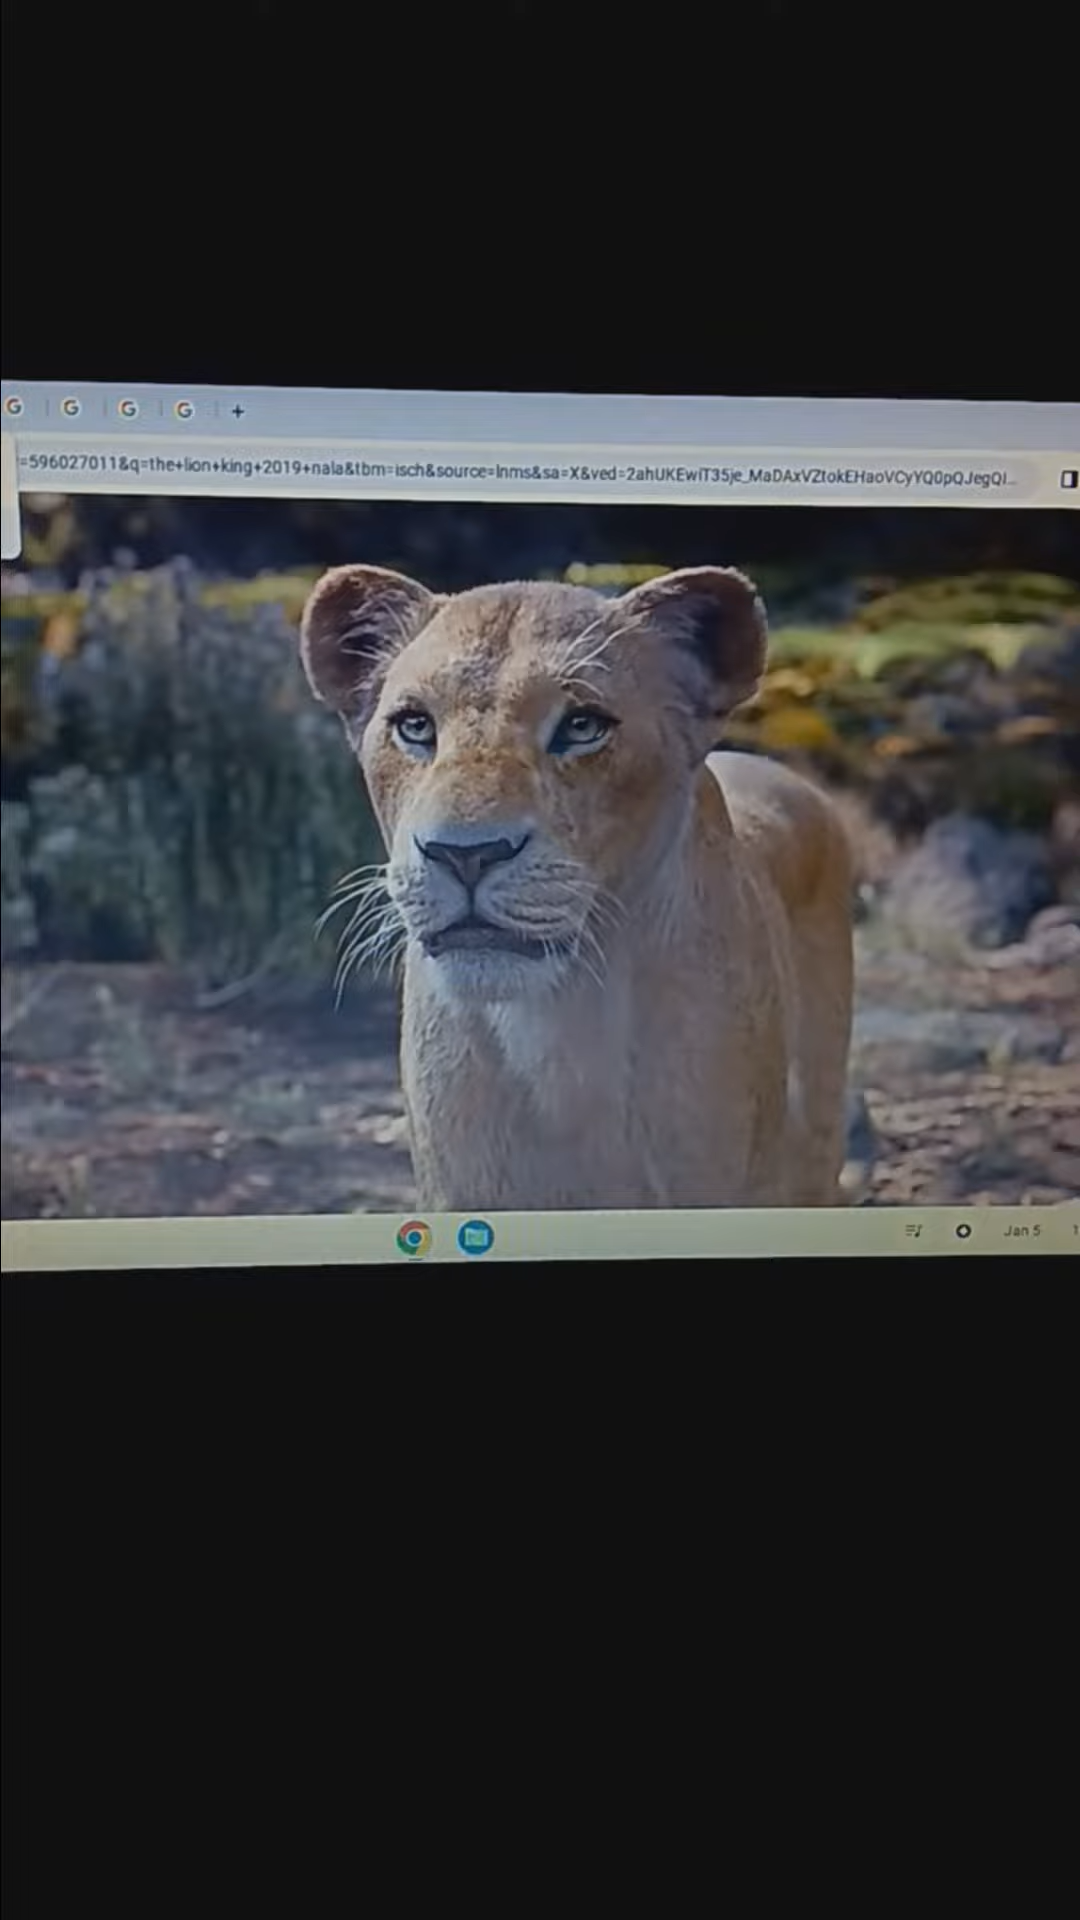 G G G G +
=596027011&q=the+lion+king+2019+nala&tbm=isch&source=lnms&sa=X&ved=2ahUKEwiT35je_MaDAxVZtokEHaoVCyYQ0pQJegQI...
Jan 5